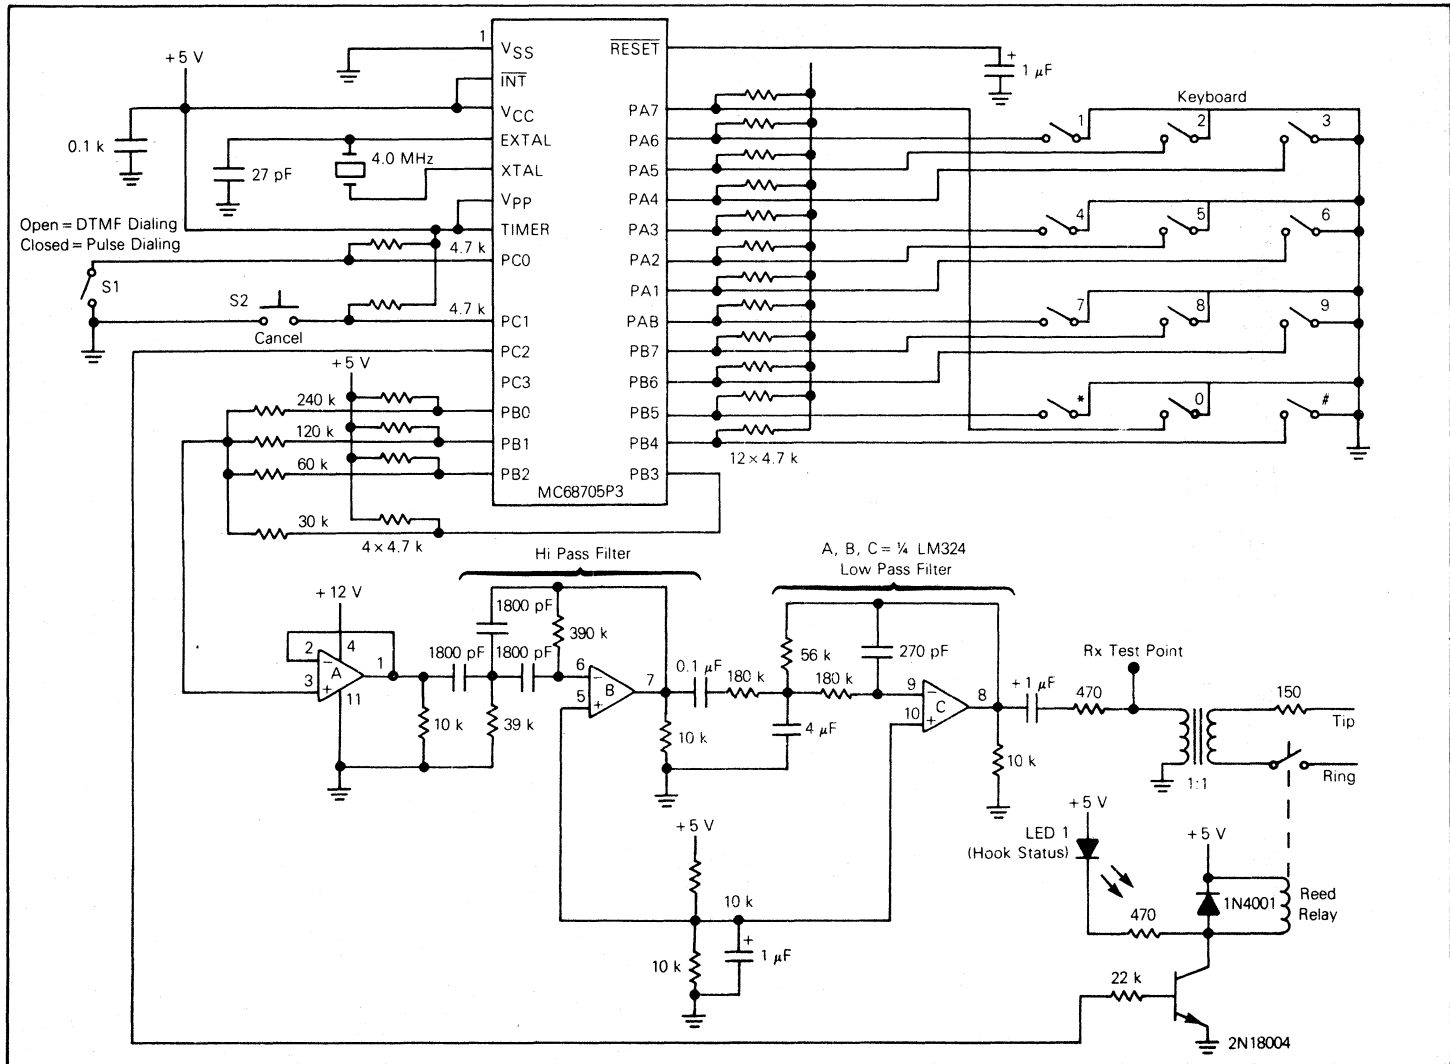 1
VSS
RESET
+
1 µF
+5 V
INT
VCC
PA7
Keyboard
EXTAL
PA6
1
2
3
0.1 k
4.0 MHz
27 pF
XTAL
PA5
VPP
PA4
Open = DTMF Dialing
Closed = Pulse Dialing
TIMER
PA3
4
5
6
4.7 k
PC0
PA2
S1
S2
PA1
4.7 k
PC1
PAB
7
8
9
Cancel
PC2
PB7
+5 V
PC3
PB6
240 k
PB0
PB5
*
0
#
120 k
PB1
PB4
12 × 4.7 k
60 k
PB2
PB3
MC68705P3
30 k
4 × 4.7 k
Hi Pass Filter
A, B, C = ¼ LM324
Low Pass Filter
+12 V
1800 pF
390 k
56 k
270 pF
Rx Test Point
2
4
−
A
1
3
+
11
1800 pF
1800 pF
6
−
B
7
5
+
0.1 µF
180 k
180 k
9
−
C
8
10
+
+ 1 µF
470
150
Tip
10 k
39 k
10 k
4 µF
10 k
Ring
1:1
+5 V
+5 V
LED 1
(Hook Status)
+5 V
1N4001
Reed
Relay
10 k
470
+
10 k
1 µF
22 k
2N18004